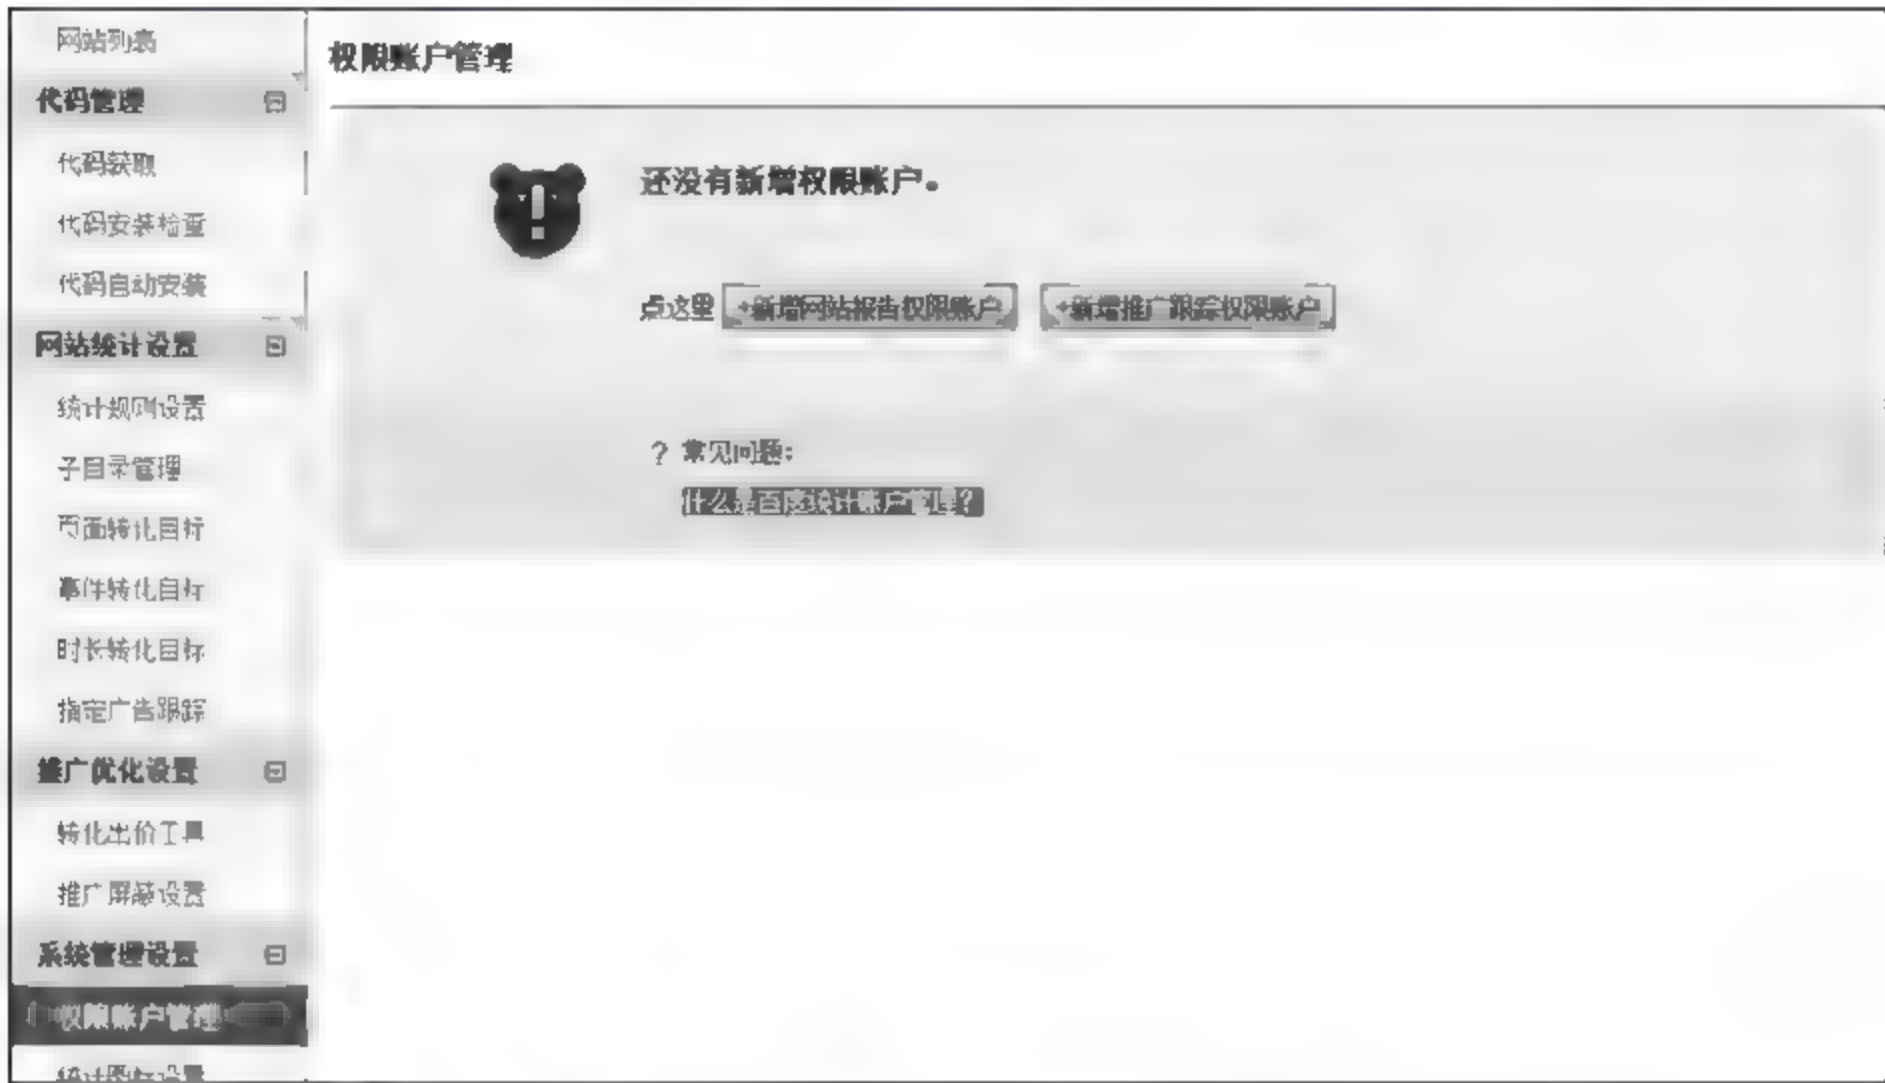 网站列表
代码管理
代码获取
代码安装检查
代码自动安装
网站统计设置
统计规则设置
子目录管理
页面转化目标
事件转化目标
时长转化目标
指定广告跟踪
推广优化设置
转化出价工具
推广屏蔽设置
系统管理设置
权限账户管理
统计图标设置
权限账户管理
还没有新增权限账户。
点这里 +新增网站报告权限账户 +新增推广跟踪权限账户
? 常见问题:
什么是百度统计账户管理?